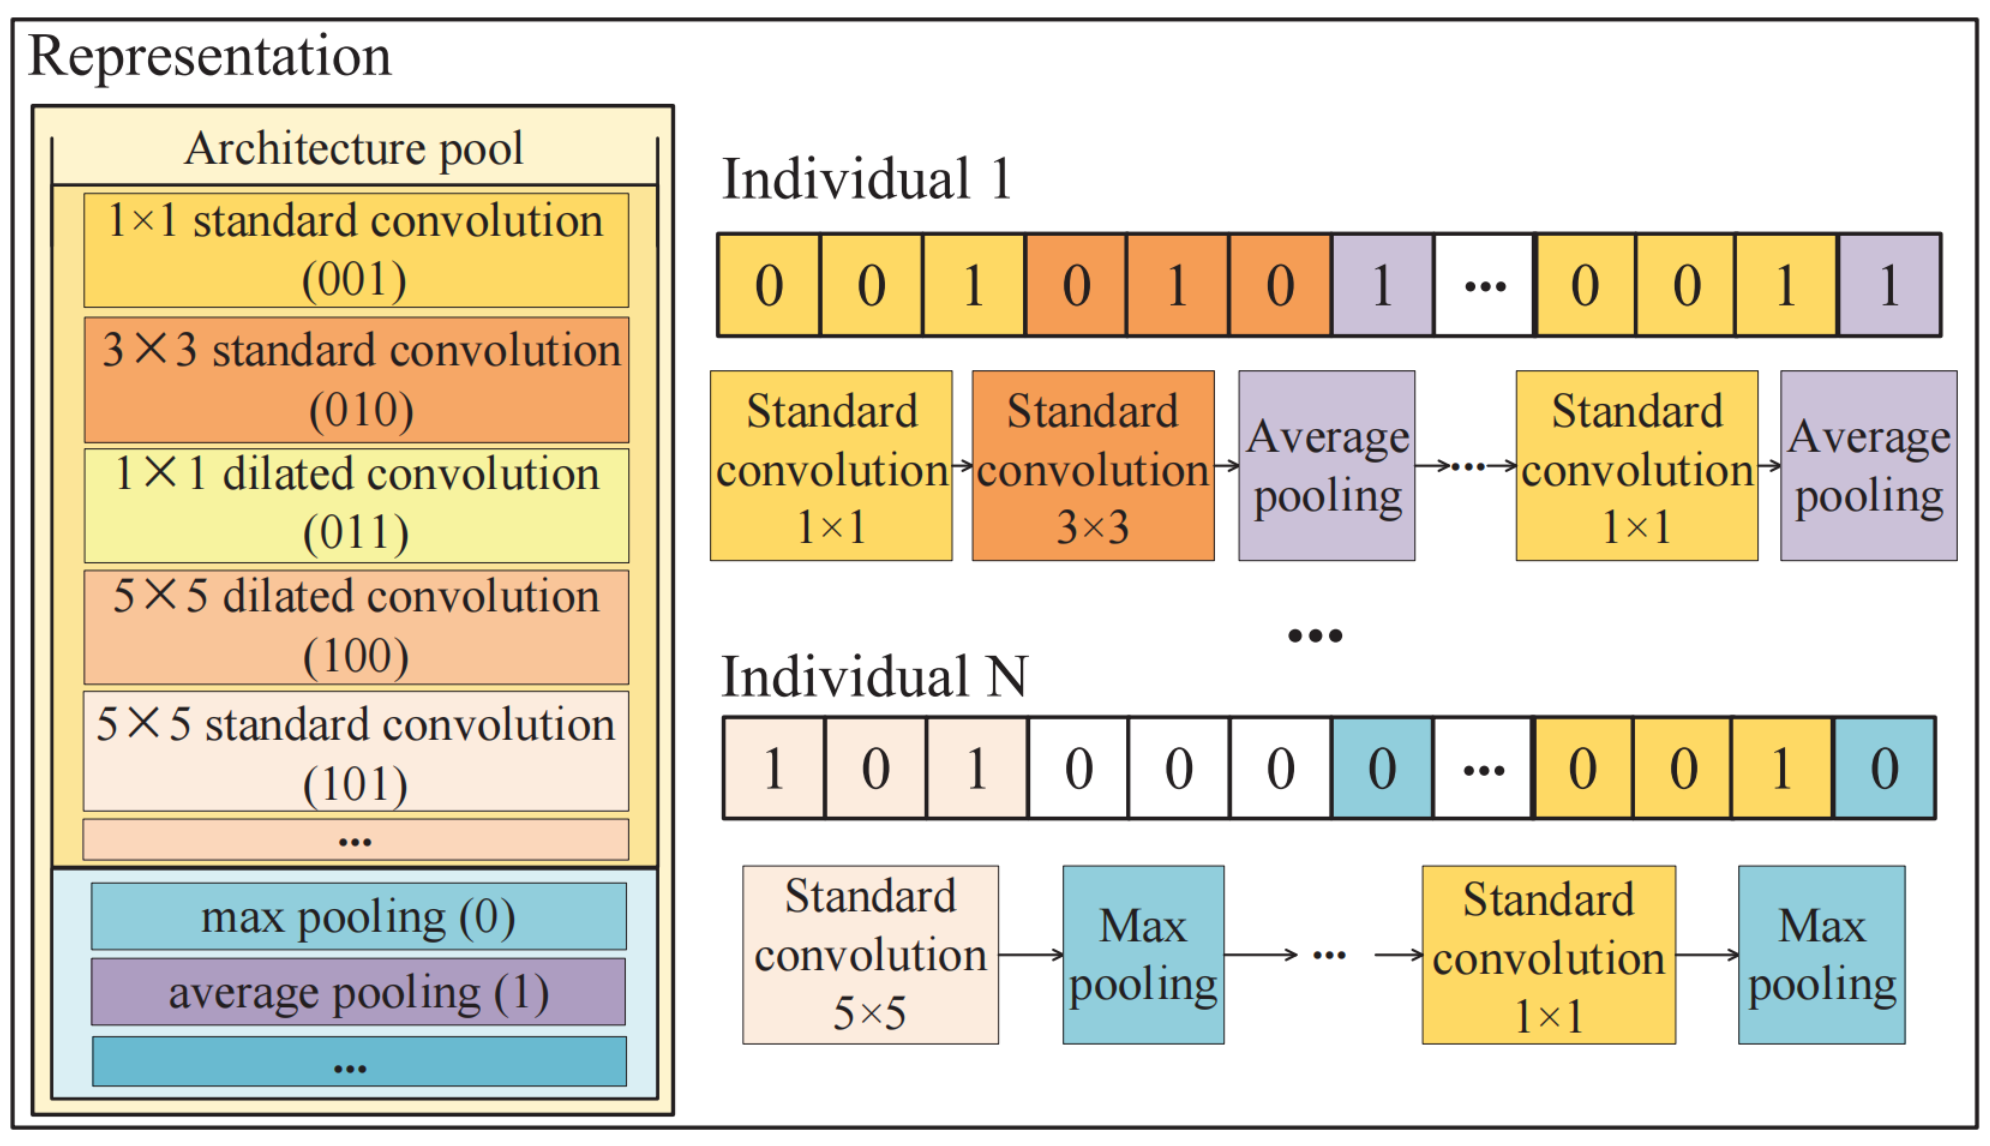 Representation
Architecture pool
1×1 standard convolution
(001)
3×3 standard convolution
(010)
1×1 dilated convolution
(011)
5×5 dilated convolution
(100)
5×5 standard convolution
(101)
...
max pooling (0)
average pooling (1)
...
Individual 1
0 0 1 0 1 0 1 ... 0 0 1 1
Standard
convolution
1×1
Standard
convolution
3×3
Average
pooling
...
Standard
convolution
1×1
Average
pooling
...
Individual N
1 0 1 0 0 0 0 ... 0 0 1 0
Standard
convolution
5×5
Max
pooling
...
Standard
convolution
1×1
Max
pooling